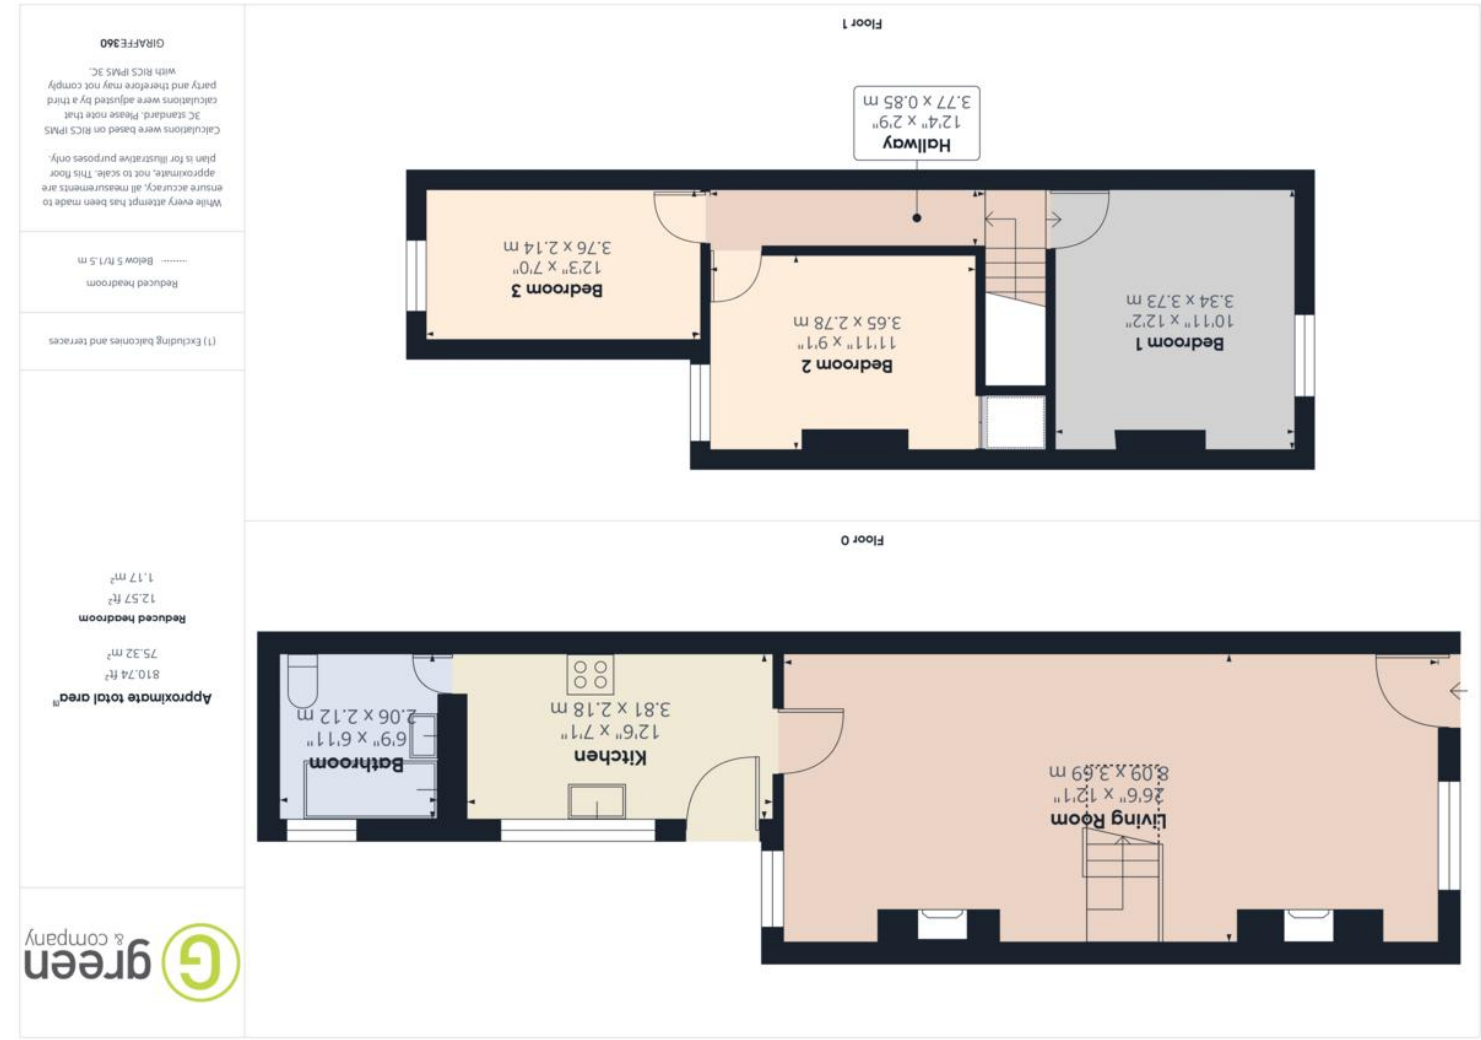 G
green
& company
Living Room
26'6" x 12'1"
8.09 x 3.69 m
Kitchen
12'6" x 7'1"
3.81 x 2.18 m
Bathroom
6'9" x 6'11"
2.06 x 2.12 m
Floor 0
Approximate total area⁽¹⁾
810.74 ft²
75.32 m²
Reduced headroom
12.57 ft²
1.17 m²
Bedroom 1
10'11" x 12'2"
3.34 x 3.73 m
Bedroom 2
11'11" x 9'1"
3.65 x 2.78 m
Bedroom 3
12'3" x 7'0"
3.76 x 2.14 m
Hallway
12'4" x 2'9"
3.77 x 0.85 m
Floor 1
(1) Excluding balconies and terraces
Reduced headroom
Below 5 ft/1.5 m
While every attempt has been made to
ensure accuracy, all measurements are
approximate, not to scale. This floor
plan is for illustrative purposes only.
Calculations were based on RICS IPMS
3C standard. Please note that
calculations were adjusted by a third
party and therefore may not comply
with RICS IPMS 3C.
GIRAFFE360